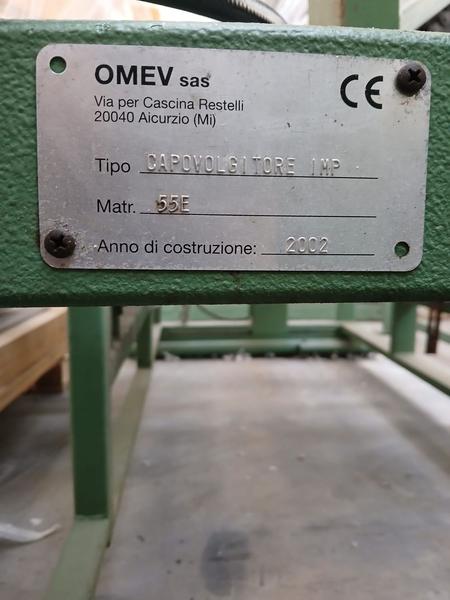 OMEV sas
CE
Via per Cascina Restelli
20040 Aicurzio (Mi)
Tipo CAPOVOLGITORE IMP.
Matr. 55E
Anno di costruzione: 2002